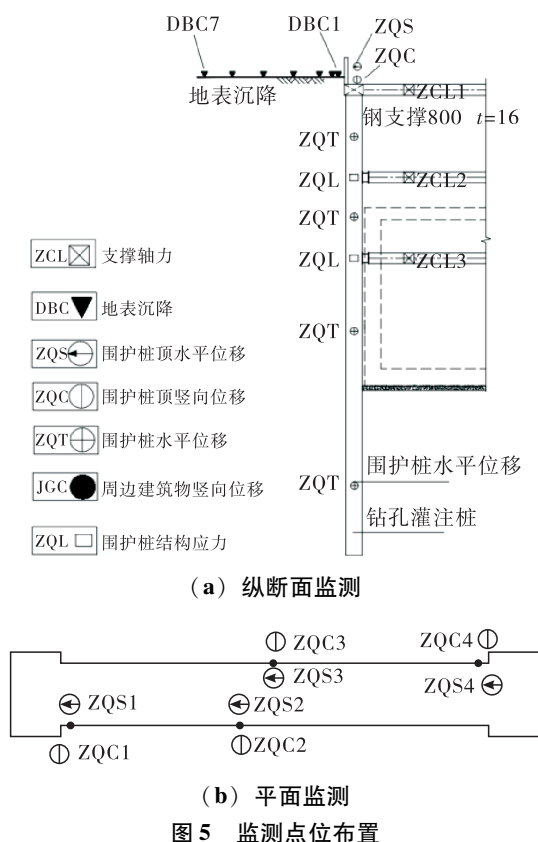 DBC7
DBC1
ZQS
ZQC
地表沉降
ZCL1
钢支撑800 t=16
ZQT
ZQL
ZCL2
ZQT
ZQL
ZCL3
ZQT
ZQT
围护桩水平位移
钻孔灌注桩
ZCL 支撑轴力
DBC 地表沉降
ZQS 围护桩顶水平位移
ZQC 围护桩顶竖向位移
ZQT 围护桩水平位移
JGC 周边建筑物竖向位移
ZQL 围护桩结构应力
(a) 纵断面监测
ZQC3
ZQC4
ZQS3
ZQS4
ZQS1
ZQS2
ZQC1
ZQC2
(b) 平面监测
图 5 监测点位布置